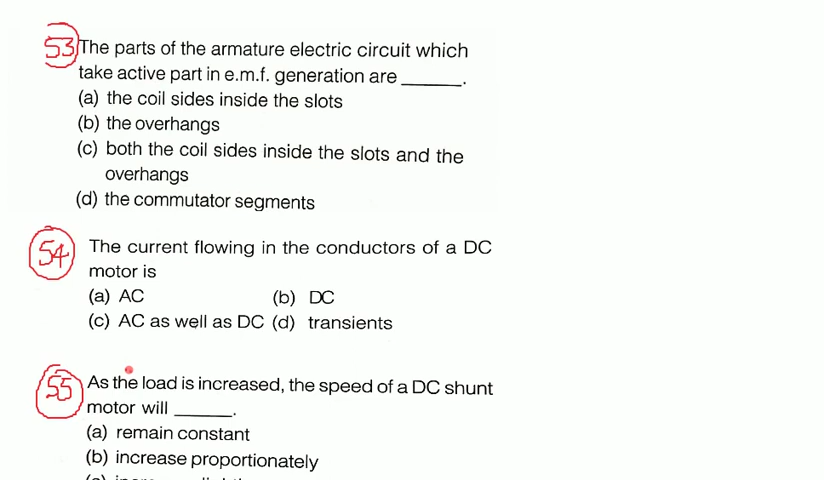 53 The parts of the armature electric circuit which
take active part in e.m.f. generation are ______.
(a) the coil sides inside the slots
(b) the overhangs
(c) both the coil sides inside the slots and the
overhangs
(d) the commutator segments
54 The current flowing in the conductors of a DC
motor is
(a) AC (b) DC
(c) AC as well as DC (d) transients
55 As the load is increased, the speed of a DC shunt
motor will ______.
(a) remain constant
(b) increase proportionately